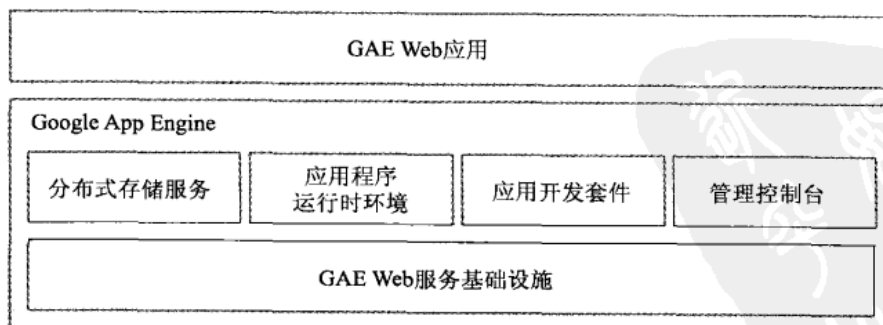 GAE Web应用
Google App Engine
分布式存储服务
应用程序
运行时环境
应用开发套件
管理控制台
GAE Web服务基础设施